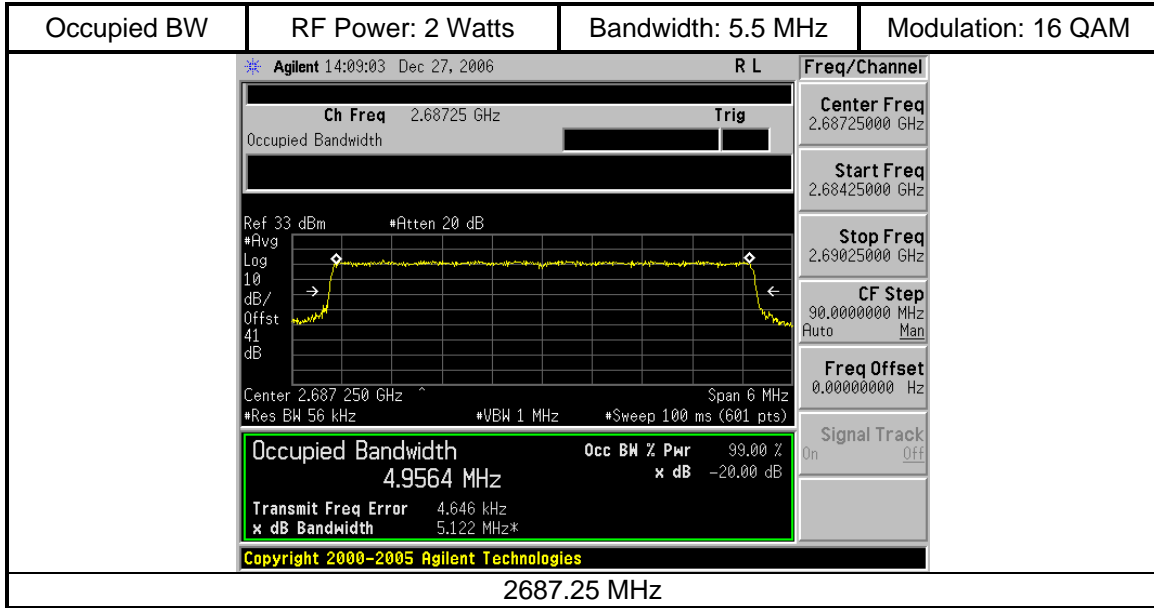 Occupied BW RF Power: 2 Watts Bandwidth: 5.5 MHz Modulation: 16 QAM
Agilent 14:09:03 Dec 27, 2006 R L Freq/Channel
Ch Freq 2.68725 GHz Trig
Occupied Bandwidth
Center Freq
2.68725000 GHz
Start Freq
2.68425000 GHz
Stop Freq
2.69025000 GHz
CF Step
90.0000000 MHz
Auto Man
Freq Offset
0.00000000 Hz
Signal Track
On Off
Ref 33 dBm #Atten 20 dB
#Avg
Log
10
dB/
Offst
41
dB
Center 2.687 250 GHz ^ Span 6 MHz
#Res BW 56 kHz #VBW 1 MHz #Sweep 100 ms (601 pts)
Occupied Bandwidth Occ BW % Pwr 99.00 %
4.9564 MHz x dB -20.00 dB
Transmit Freq Error 4.646 kHz
x dB Bandwidth 5.122 MHz*
Copyright 2000-2005 Agilent Technologies
2687.25 MHz